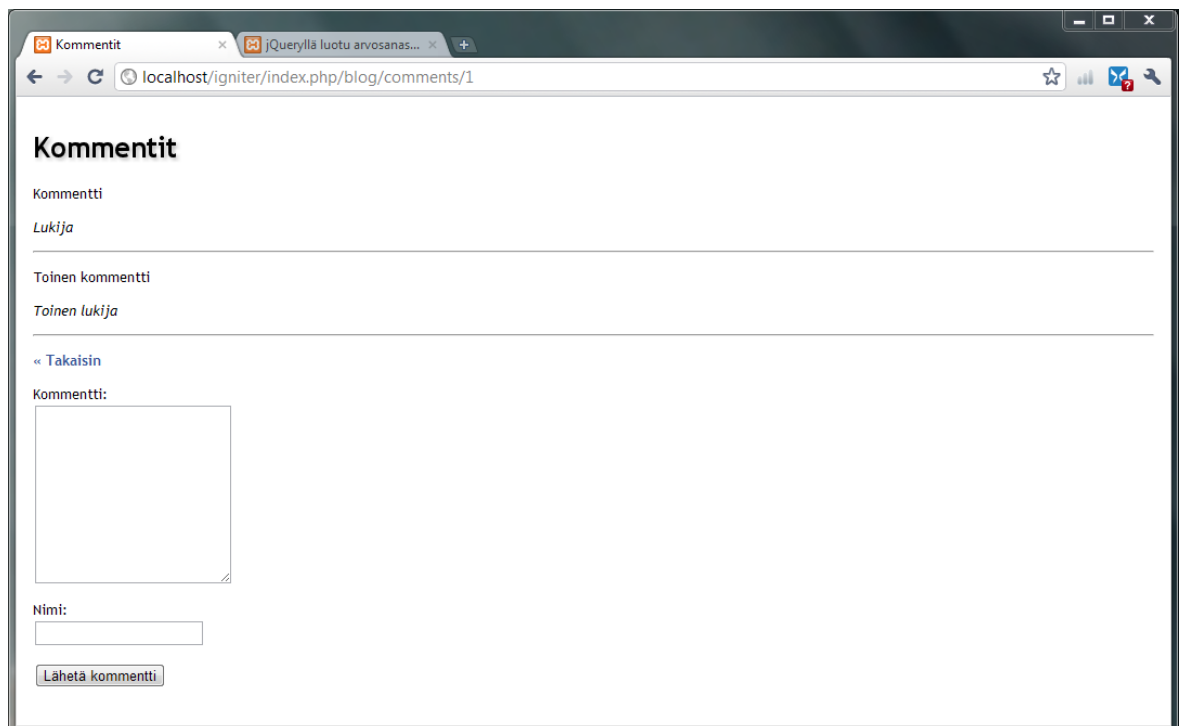 Kommentit
jQueryllä luotu arvosanas...
localhost/igniter/index.php/blog/comments/1
Kommentit
Kommentti
Lukija
Toinen kommentti
Toinen lukija
« Takaisin
Kommentti:
Nimi:
Lähetä kommentti